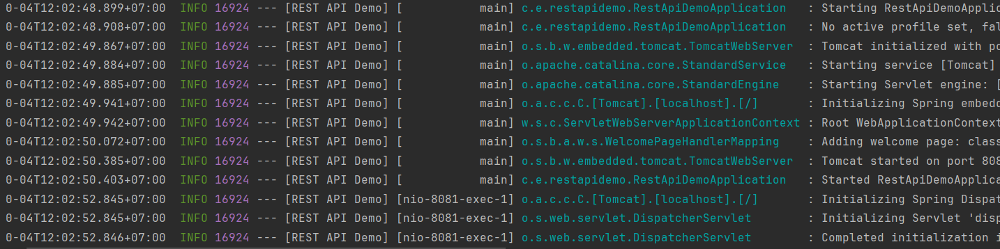 0-04T12:02:48.899+07:00  INFO 16924 --- [REST API Demo] [           main] c.e.restapidemo.RestApiDemoApplication   : Starting RestApiDemoApplic
0-04T12:02:48.908+07:00  INFO 16924 --- [REST API Demo] [           main] c.e.restapidemo.RestApiDemoApplication   : No active profile set, fal
0-04T12:02:49.867+07:00  INFO 16924 --- [REST API Demo] [           main] o.s.b.w.embedded.tomcat.TomcatWebServer  : Tomcat initialized with po
0-04T12:02:49.884+07:00  INFO 16924 --- [REST API Demo] [           main] o.apache.catalina.core.StandardService   : Starting service [Tomcat]
0-04T12:02:49.885+07:00  INFO 16924 --- [REST API Demo] [           main] o.apache.catalina.core.StandardEngine    : Starting Servlet engine: [
0-04T12:02:49.941+07:00  INFO 16924 --- [REST API Demo] [           main] o.a.c.c.C.[Tomcat].[localhost].[/]       : Initializing Spring embedd
0-04T12:02:49.942+07:00  INFO 16924 --- [REST API Demo] [           main] w.s.c.ServletWebServerApplicationContext : Root WebApplicationContext
0-04T12:02:50.072+07:00  INFO 16924 --- [REST API Demo] [           main] o.s.b.a.w.s.WelcomePageHandlerMapping    : Adding welcome page: class
0-04T12:02:50.385+07:00  INFO 16924 --- [REST API Demo] [           main] o.s.b.w.embedded.tomcat.TomcatWebServer  : Tomcat started on port 808
0-04T12:02:50.403+07:00  INFO 16924 --- [REST API Demo] [           main] c.e.restapidemo.RestApiDemoApplication   : Started RestApiDemoApplica
0-04T12:02:52.845+07:00  INFO 16924 --- [REST API Demo] [nio-8081-exec-1] o.a.c.c.C.[Tomcat].[localhost].[/]       : Initializing Spring Dispat
0-04T12:02:52.845+07:00  INFO 16924 --- [REST API Demo] [nio-8081-exec-1] o.s.web.servlet.DispatcherServlet        : Initializing Servlet 'disp
0-04T12:02:52.846+07:00  INFO 16924 --- [REST API Demo] [nio-8081-exec-1] o.s.web.servlet.DispatcherServlet        : Completed initialization i